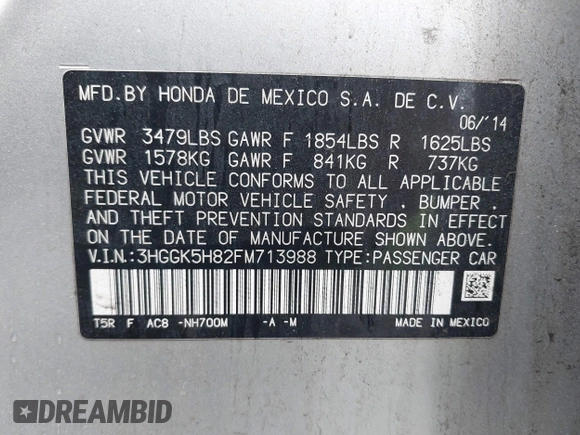 MFD. BY HONDA DE MEXICO S.A. DE C.V.
06/'14
GVWR 3479LBS GAWR F 1854LBS R 1625LBS
GVWR 1578KG GAWR F 841KG R 737KG
THIS VEHICLE CONFORMS TO ALL APPLICABLE
FEDERAL MOTOR VEHICLE SAFETY , BUMPER ,
AND THEFT PREVENTION STANDARDS IN EFFECT
ON THE DATE OF MANUFACTURE SHOWN ABOVE.
V.I.N.:3HGGK5H82FM713988 TYPE:PASSENGER CAR
T5R F AC8 -NH700M -A -M MADE IN MEXICO
DREAMBID